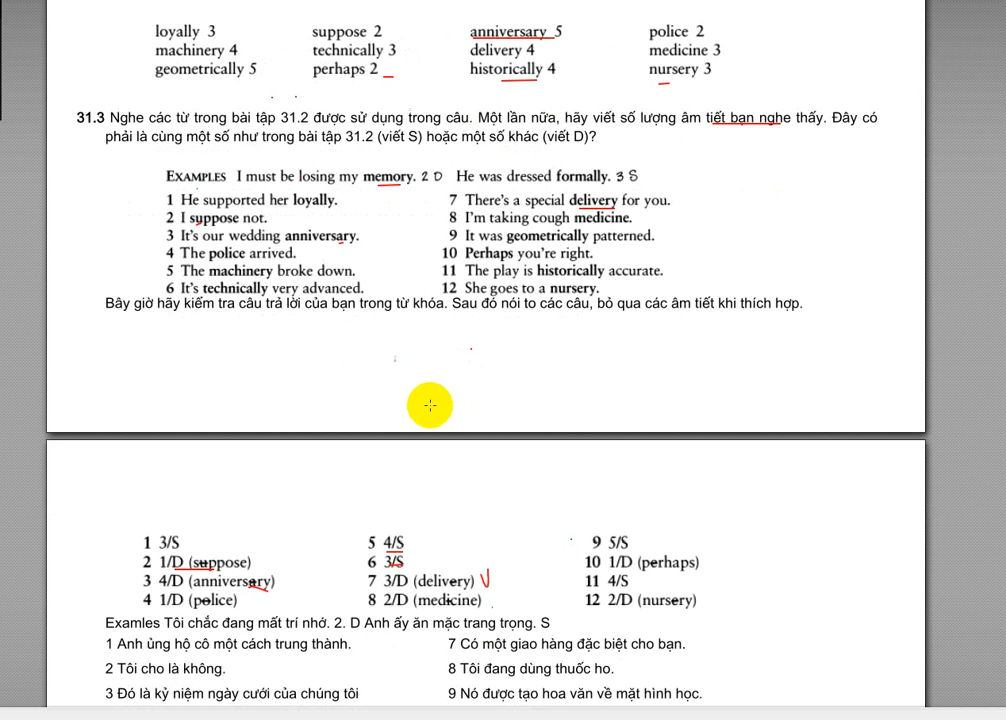 loyally 3 suppose 2 anniversary 5 police 2
machinery 4 technically 3 delivery 4 medicine 3
geometrically 5 perhaps 2 historically 4 nursery 3
31.3 Nghe các từ trong bài tập 31.2 được sử dụng trong câu. Một lần nữa, hãy viết số lượng âm tiết bạn nghe thấy. Đây có
phải là cùng một số như trong bài tập 31.2 (viết S) hoặc một số khác (viết D)?
EXAMPLES I must be losing my memory. 2 D He was dressed formally. 3 S
1 He supported her loyally. 7 There's a special delivery for you.
2 I suppose not. 8 I'm taking cough medicine.
3 It's our wedding anniversary. 9 It was geometrically patterned.
4 The police arrived. 10 Perhaps you're right.
5 The machinery broke down. 11 The play is historically accurate.
6 It's technically very advanced. 12 She goes to a nursery.
Bây giờ hãy kiểm tra câu trả lời của bạn trong từ khóa. Sau đó nói to các câu, bỏ qua các âm tiết khi thích hợp.
1 3/S 5 4/S 9 5/S
2 1/D (suppose) 6 3/S 10 1/D (perhaps)
3 4/D (anniversary) 7 3/D (delivery) 11 4/S
4 1/D (police) 8 2/D (medicine) 12 2/D (nursery)
Examles Tôi chắc đang mất trí nhớ. 2. D Anh ấy ăn mặc trang trọng. S
1 Anh ủng hộ cô một cách trung thành. 7 Có một giao hàng đặc biệt cho bạn.
2 Tôi cho là không. 8 Tôi đang dùng thuốc ho.
3 Đó là kỷ niệm ngày cưới của chúng tôi 9 Nó được tạo hoa văn về mặt hình học.